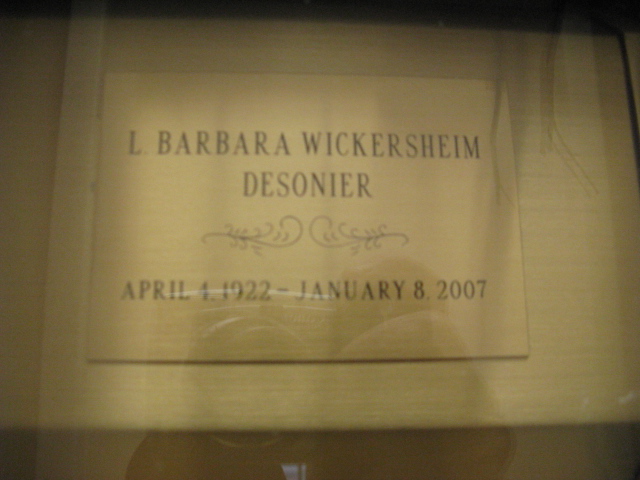 L. BARBARA WICKERSHEIM
DESONIER
APRIL 4, 1922 – JANUARY 8, 2007